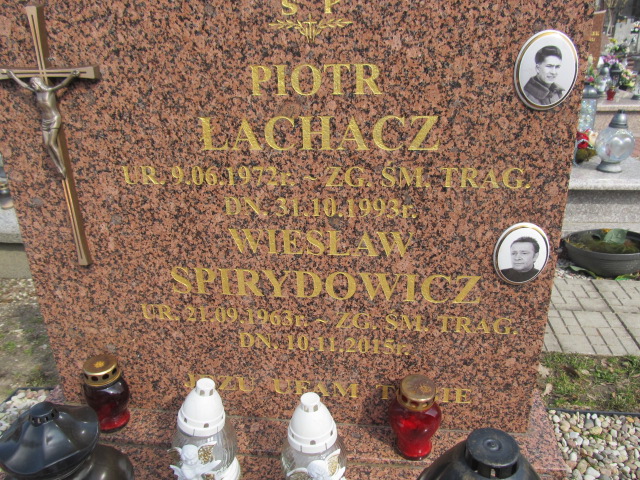 Ś P
PIOTR
ŁACHACZ
UR. 9.06.1972r. ~ ZG. ŚM. TRAG.
DN. 31.10.1993r.
WIESŁAW
SPIRYDOWICZ
UR. 21.09.1963r. ~ ZG. ŚM. TRAG.
DN. 10.11.2015r.
JEZU UFAM TOBIE